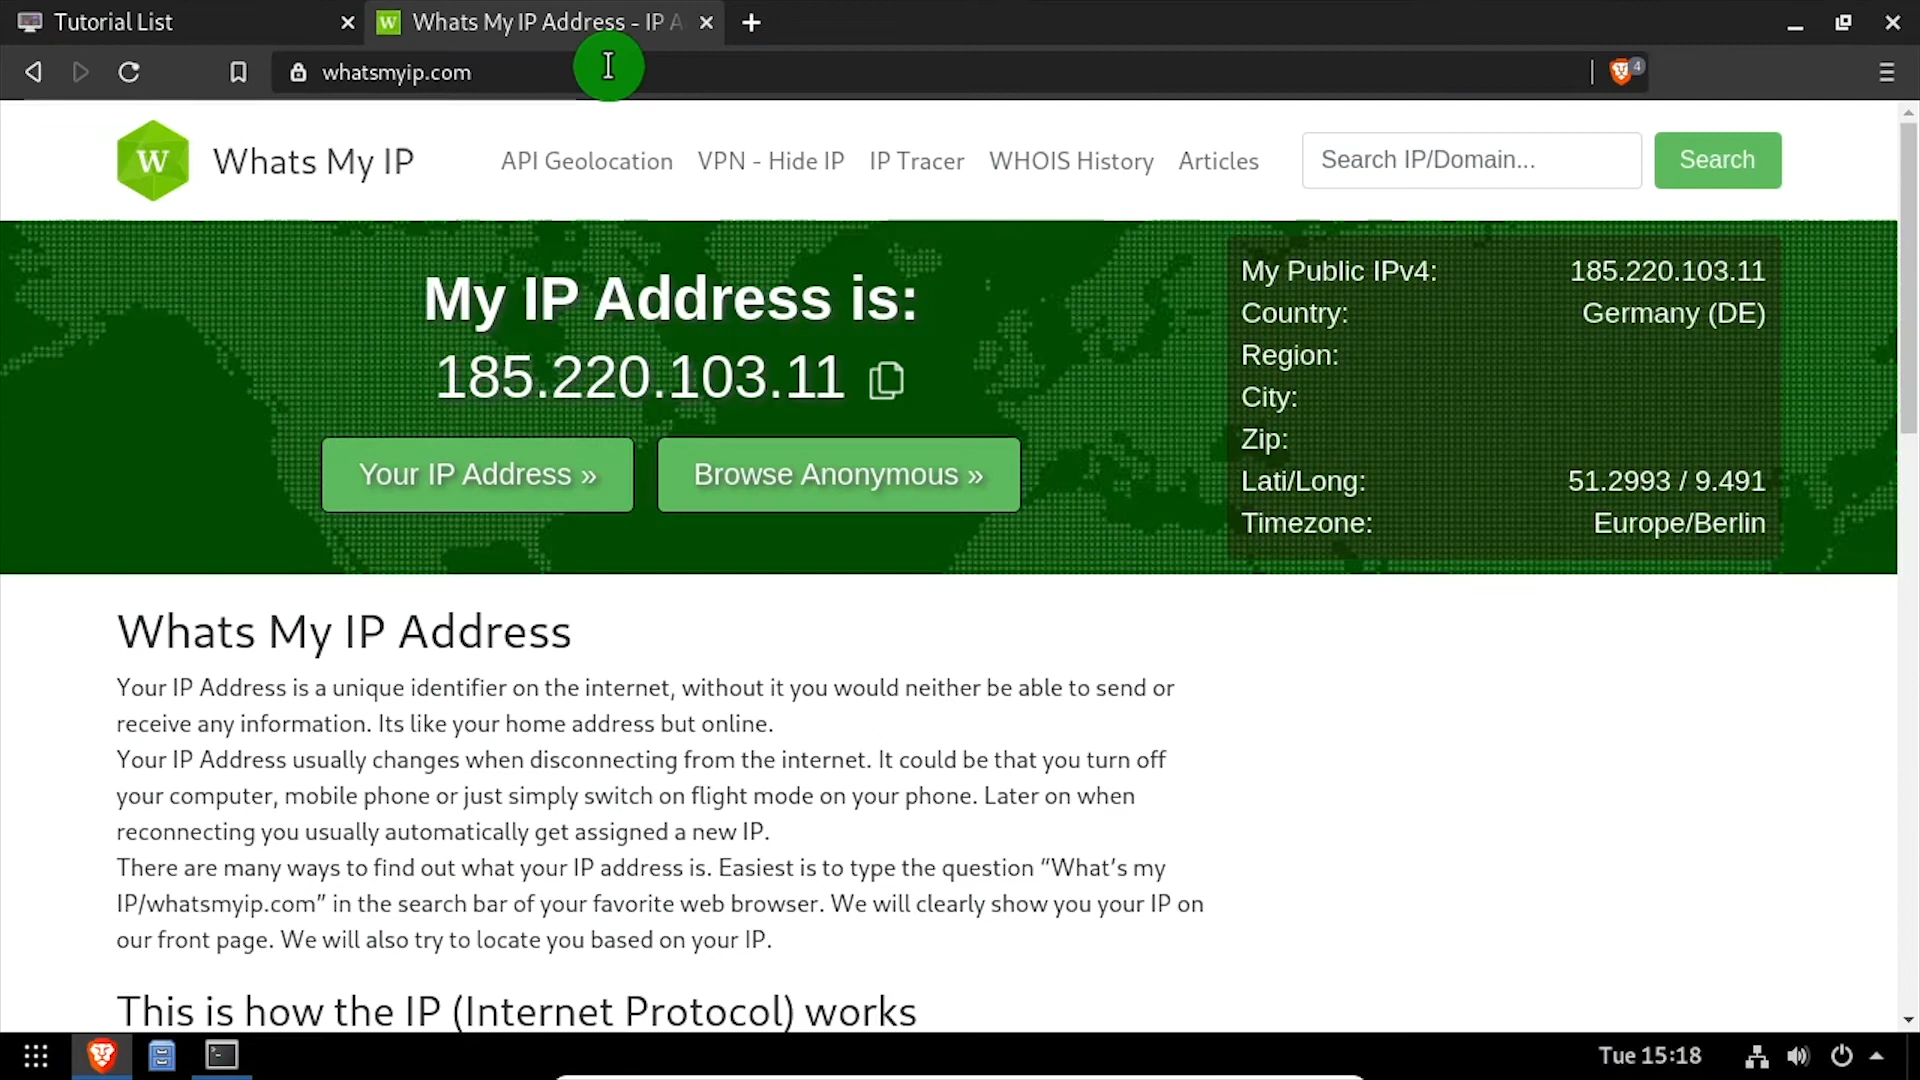 Tutorial List
Whats My IP Address - IP A
whatsmyip.com
4
W
Whats My IP
API Geolocation
VPN - Hide IP
IP Tracer
WHOIS History
Articles
Search IP/Domain...
Search
My IP Address is:
185.220.103.11
Your IP Address »
Browse Anonymous »
My Public IPv4: 185.220.103.11
Country: Germany (DE)
Region:
City:
Zip:
Lati/Long: 51.2993 / 9.491
Timezone: Europe/Berlin
Whats My IP Address
Your IP Address is a unique identifier on the internet, without it you would neither be able to send or
receive any information. Its like your home address but online.
Your IP Address usually changes when disconnecting from the internet. It could be that you turn off
your computer, mobile phone or just simply switch on flight mode on your phone. Later on when
reconnecting you usually automatically get assigned a new IP.
There are many ways to find out what your IP address is. Easiest is to type the question “What’s my
IP/whatsmyip.com” in the search bar of your favorite web browser. We will clearly show you your IP on
our front page. We will also try to locate you based on your IP.
This is how the IP (Internet Protocol) works
Tue 15:18